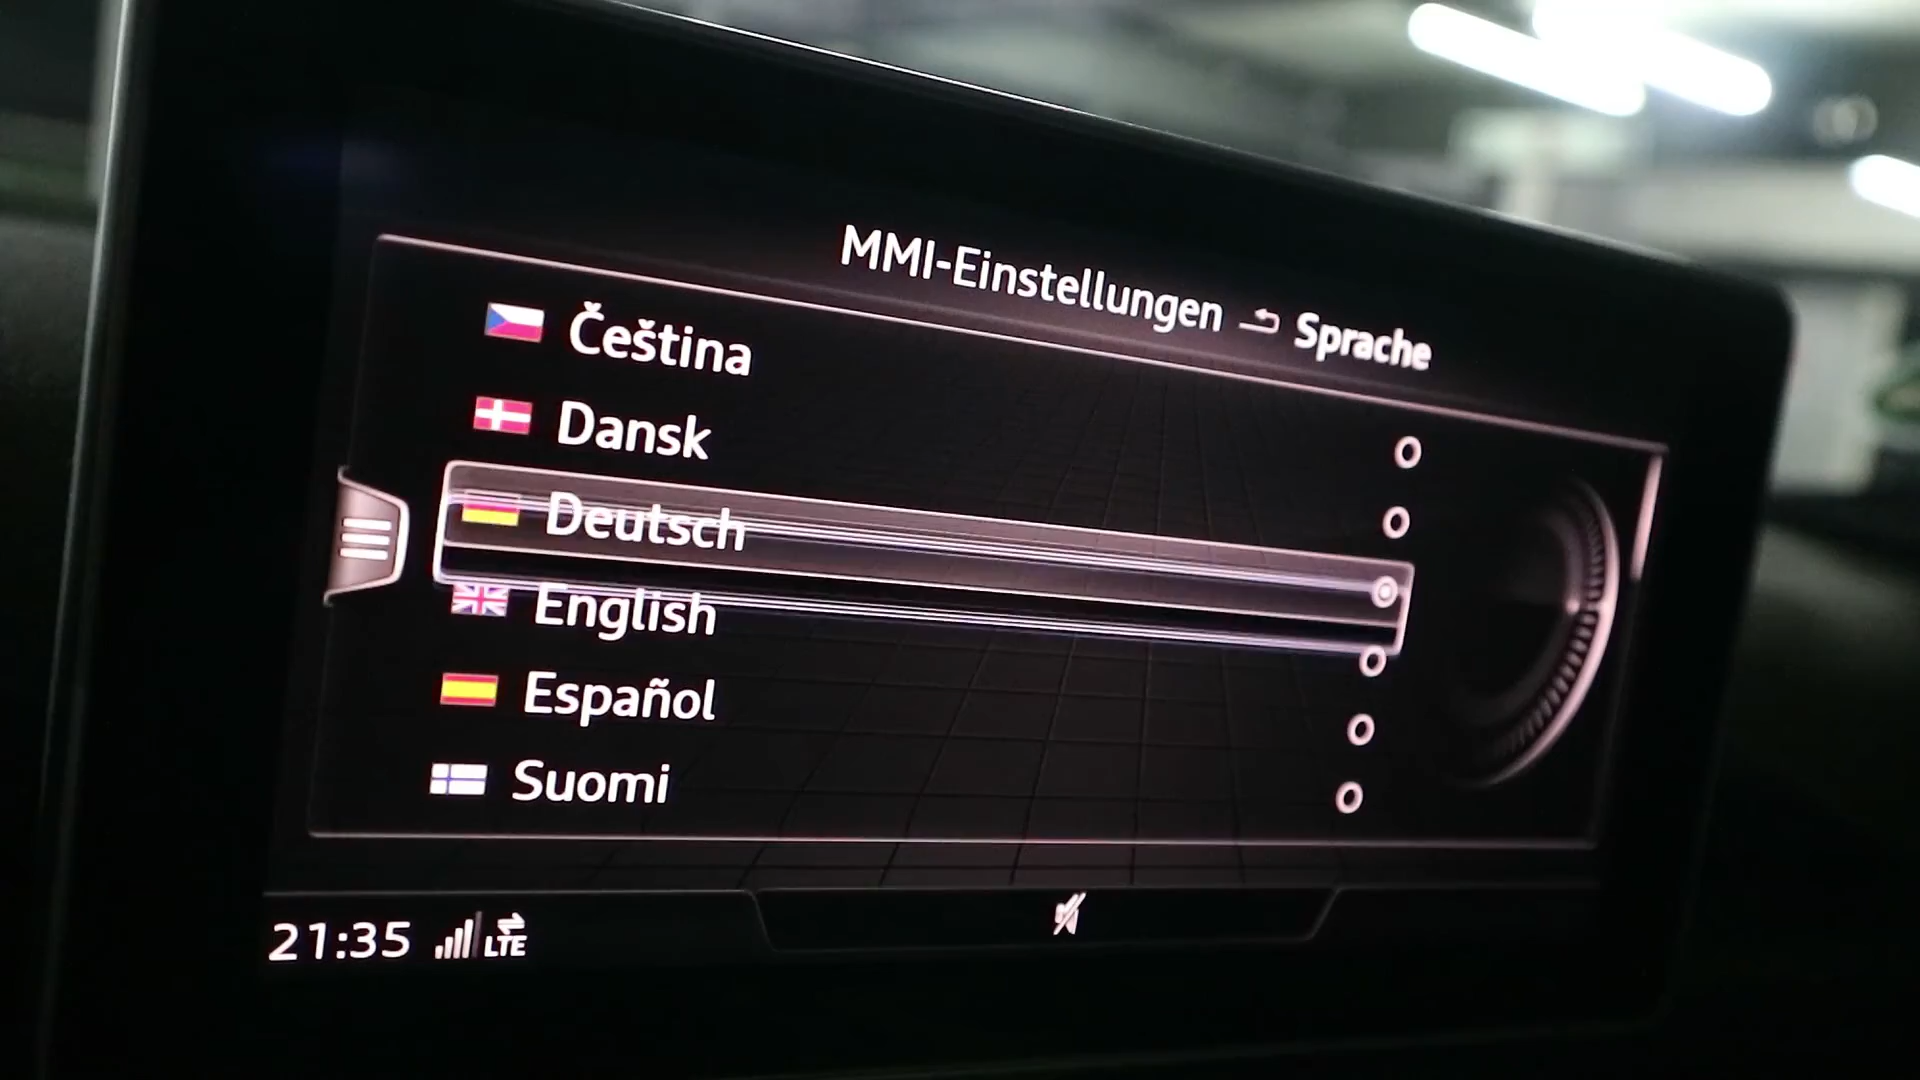 MMI-Einstellungen Sprache
Čeština
Dansk
Deutsch
English
Español
Suomi
21:35 LTE